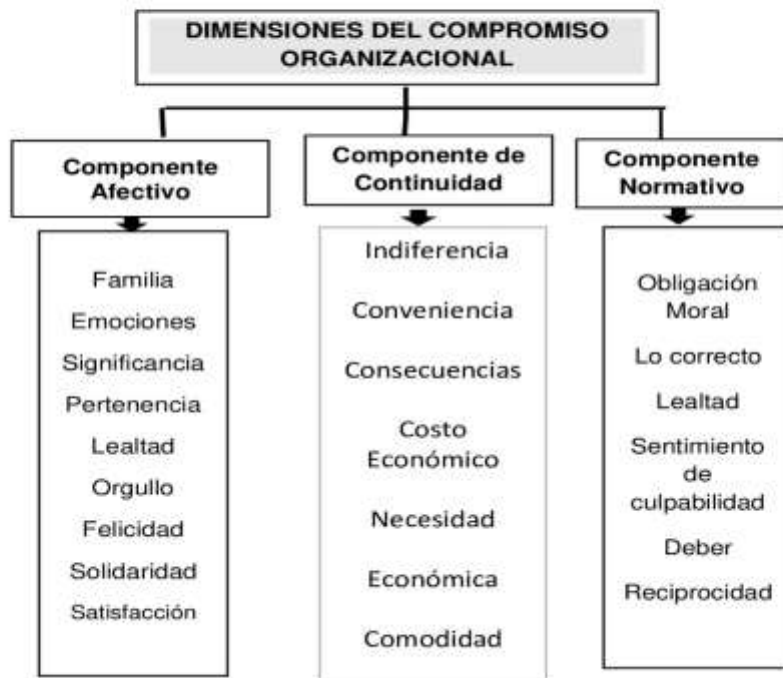 DIMENSIONES DEL COMPROMISO
ORGANIZACIONAL
Componente
Afectivo
Familia
Emociones
Significancia
Pertenencia
Lealtad
Orgullo
Felicidad
Solidaridad
Satisfacción
Componente de
Continuidad
Indiferencia
Conveniencia
Consecuencias
Costo
Económico
Necesidad
Económica
Comodidad
Componente
Normativo
Obligación
Moral
Lo correcto
Lealtad
Sentimiento
de
culpabilidad
Deber
Reciprocidad